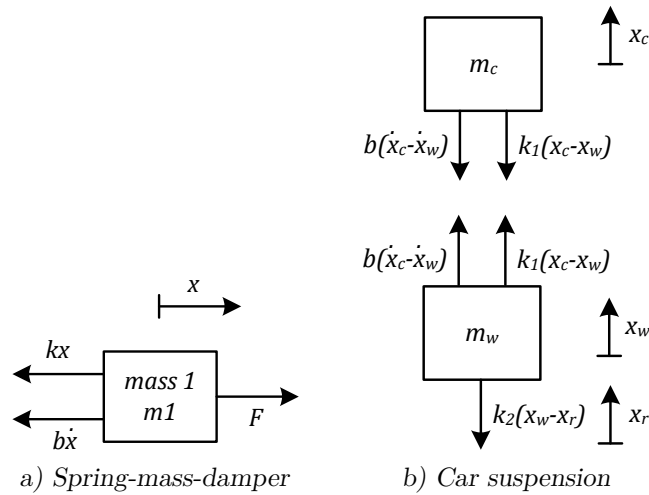 x_c
m_c
b(ẋ_c-ẋ_w)
k_1(x_c-x_w)
b(ẋ_c-ẋ_w)
k_1(x_c-x_w)
x
m_w
x_w
kx
mass 1
m1
F
bẋ
k_2(x_w-x_r)
x_r
a) Spring-mass-damper
b) Car suspension